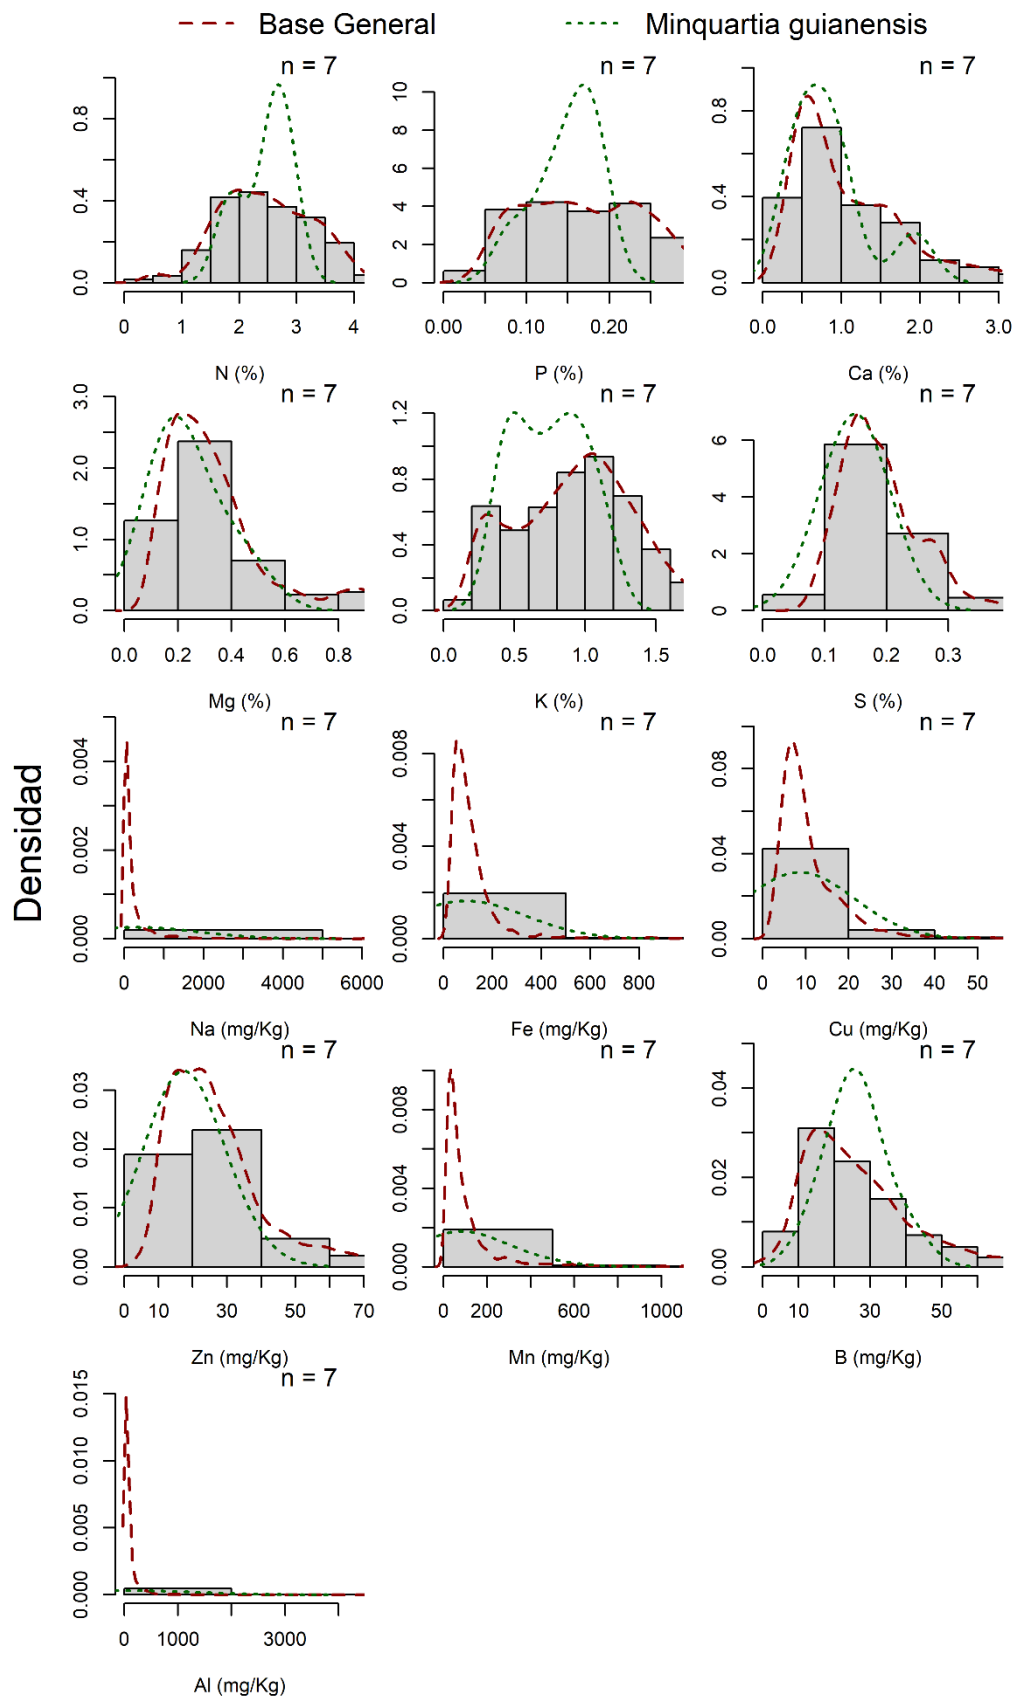 Base General Minquartia guianensis
n = 7 n = 7 n = 7
0.0 0.4 0.8
0 1 2 3 4
N (%)
0 2 4 6 8 10
0.00 0.10 0.20
P (%)
0.0 0.4 0.8
0.0 1.0 2.0 3.0
Ca (%)
n = 7 n = 7 n = 7
0.0 1.0 2.0 3.0
0.0 0.2 0.4 0.6 0.8
Mg (%)
0.0 0.4 0.8 1.2
0.0 0.5 1.0 1.5
K (%)
0 2 4 6
0.0 0.1 0.2 0.3
S (%)
Densidad
n = 7 n = 7 n = 7
0.000 0.002 0.004
0 2000 4000 6000
Na (mg/Kg)
0.000 0.004 0.008
0 200 400 600 800
Fe (mg/Kg)
0.00 0.04 0.08
0 10 20 30 40 50
Cu (mg/Kg)
n = 7 n = 7 n = 7
0.00 0.01 0.02 0.03
0 10 30 50 70
Zn (mg/Kg)
0.000 0.004 0.008
0 200 600 1000
Mn (mg/Kg)
0.00 0.02 0.04
0 10 30 50
B (mg/Kg)
n = 7
0.000 0.005 0.010 0.015
0 1000 3000
Al (mg/Kg)